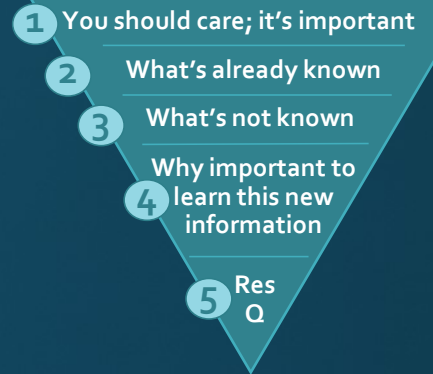 1 You should care; it's important
2 What's already known
3 What's not known
Why important to
4 learn this new
information
5 Res
Q